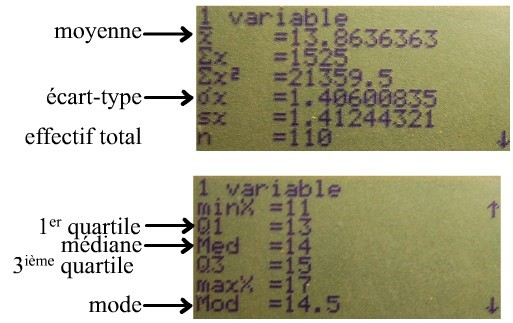 1 variable
moyenne x̄ =13.8636363
Σx =1525
Σx² =21359.5
écart-type σx =1.40600835
sx =1.41244321
effectif total n =110
1 variable
minX =11
1er quartile Q1 =13
médiane Med =14
3ième quartile Q3 =15
maxX =17
mode Mod =14.5